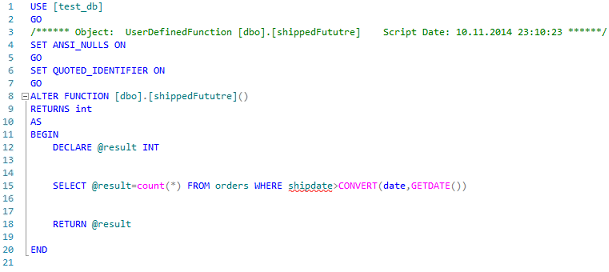 1 USE [test_db]
2 GO
3 /****** Object:  UserDefinedFunction [dbo].[shippedFututre]    Script Date: 10.11.2014 23:10:23 ******/
4 SET ANSI_NULLS ON
5 GO
6 SET QUOTED_IDENTIFIER ON
7 GO
8 ALTER FUNCTION [dbo].[shippedFututre]()
9 RETURNS int
10 AS
11 BEGIN
12 DECLARE @result INT
13
14
15 SELECT @result=count(*) FROM orders WHERE shipdate>CONVERT(date,GETDATE())
16
17
18 RETURN @result
19
20 END
21